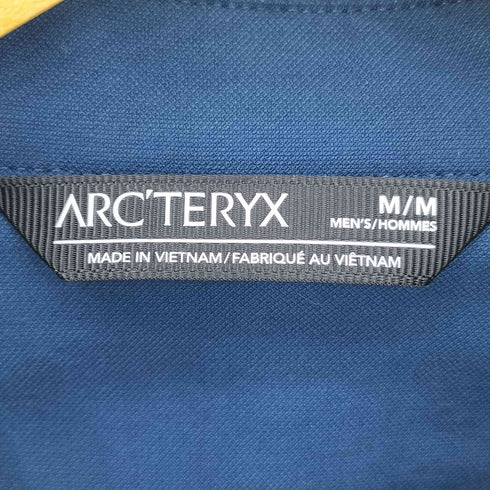 ARC'TERYX M/M
MEN'S/HOMMES
MADE IN VIETNAM/FABRIQUÉ AU VIÊTNAM